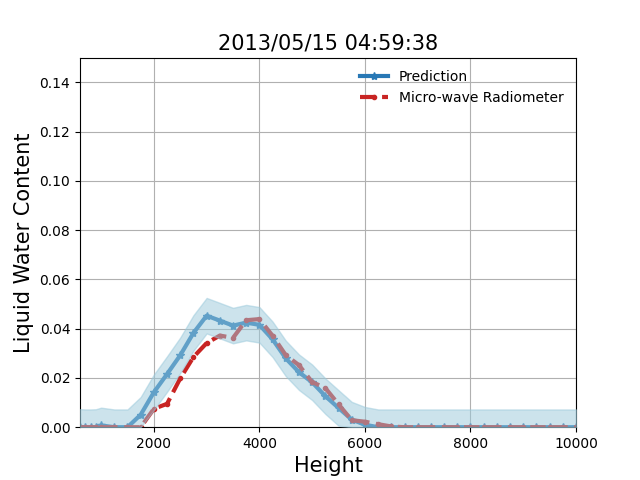 2013/05/15 04:59:38
Prediction
Micro-wave Radiometer
Liquid Water Content
0.14
0.12
0.10
0.08
0.06
0.04
0.02
0.00
2000 4000 6000 8000 10000
Height